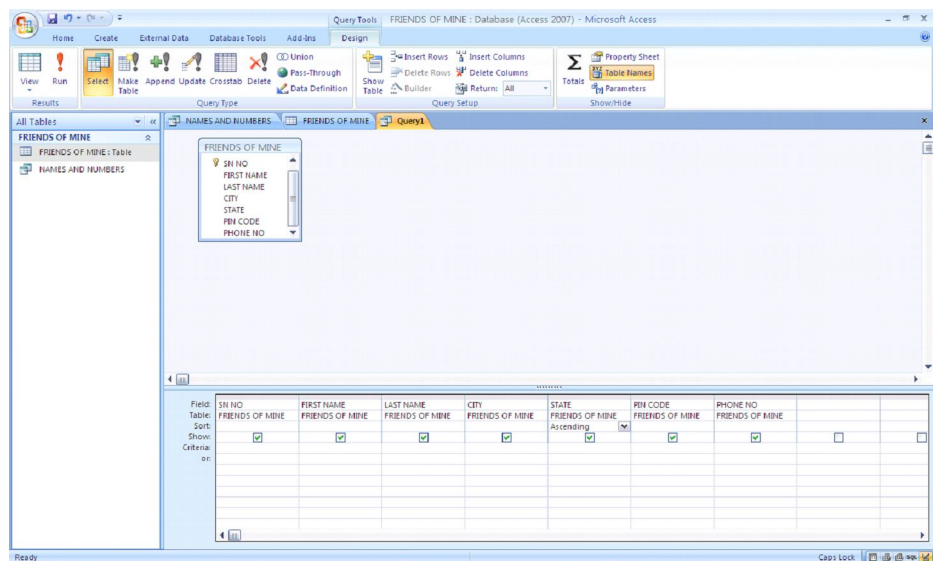 Query Tools FRIENDS OF MINE : Database (Access 2007) - Microsoft Access
Home Create External Data Database Tools Add-Ins Design
View Run Select Make Table Append Update Crosstab Delete
Union
Pass-Through
Data Definition
Show Table
Insert Rows
Delete Rows
Builder
Insert Columns
Delete Columns
Return: All
Totals
Property Sheet
Table Names
Parameters
Results Query Type Query Setup Show/Hide
All Tables
FRIENDS OF MINE
FRIENDS OF MINE : Table
NAMES AND NUMBERS
NAMES AND NUMBERS FRIENDS OF MINE Query1
FRIENDS OF MINE
SN NO
FIRST NAME
LAST NAME
CITY
STATE
PIN CODE
PHONE NO
Field: SN NO FIRST NAME LAST NAME CITY STATE PIN CODE PHONE NO
Table: FRIENDS OF MINE FRIENDS OF MINE FRIENDS OF MINE FRIENDS OF MINE FRIENDS OF MINE FRIENDS OF MINE FRIENDS OF MINE
Sort: Ascending
Show:
Criteria:
or:
Ready Caps Lock SQL